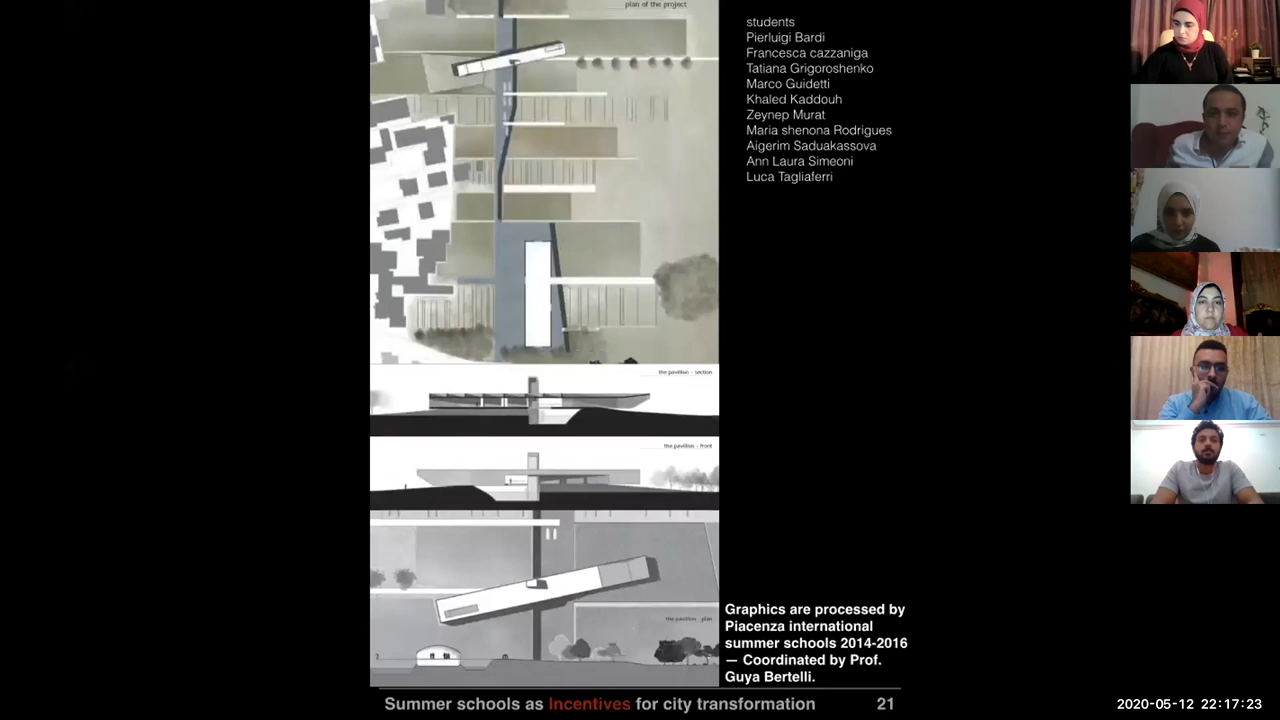 plan of the project
students
Pierluigi Bardi
Francesca cazzaniga
Tatiana Grigoroshenko
Marco Guidetti
Khaled Kaddouh
Zeynep Murat
Maria shenona Rodrigues
Aigerim Saduakassova
Ann Laura Simeoni
Luca Tagliaferri
the pavilion - section
the pavilion - front
the pavilion - plan
Graphics are processed by
Piacenza international
summer schools 2014-2016
— Coordinated by Prof.
Guya Bertelli.
Summer schools as Incentives for city transformation 21
2020-05-12 22:17:23